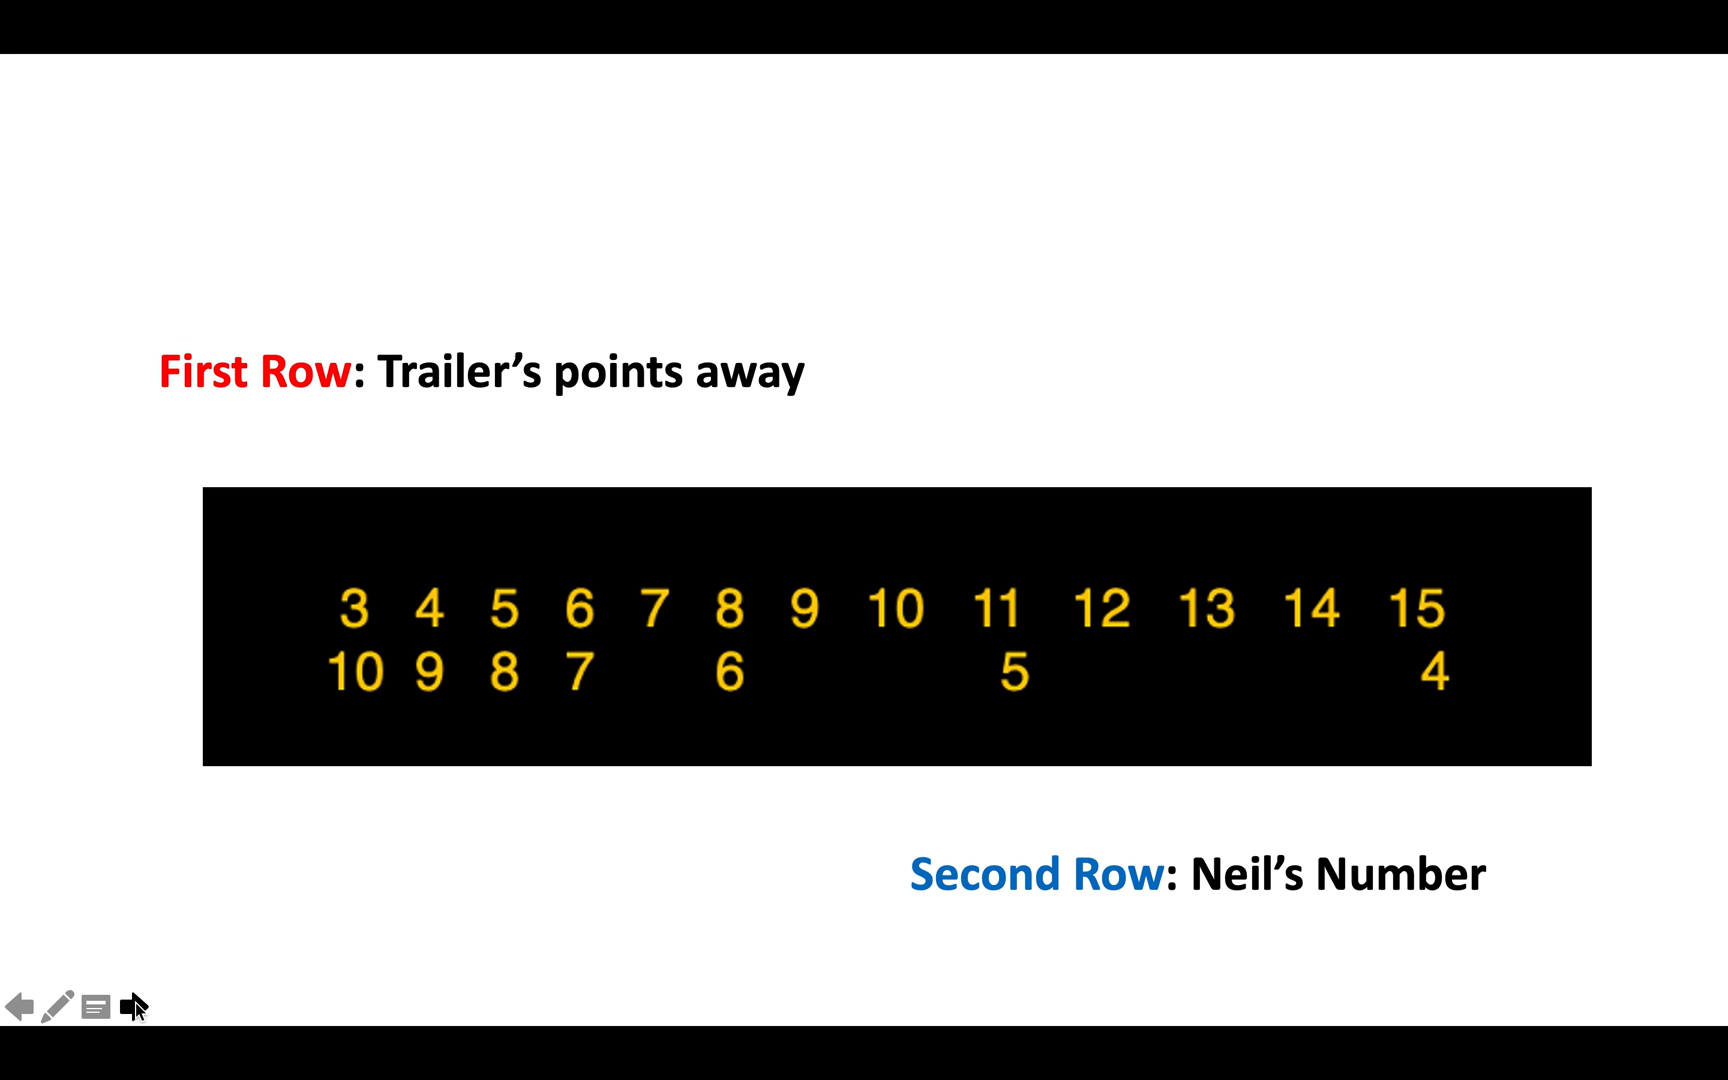 First Row: Trailer’s points away
3 4 5 6 7 8 9 10 11 12 13 14 15
10 9 8 7 6 5 4
Second Row: Neil’s Number